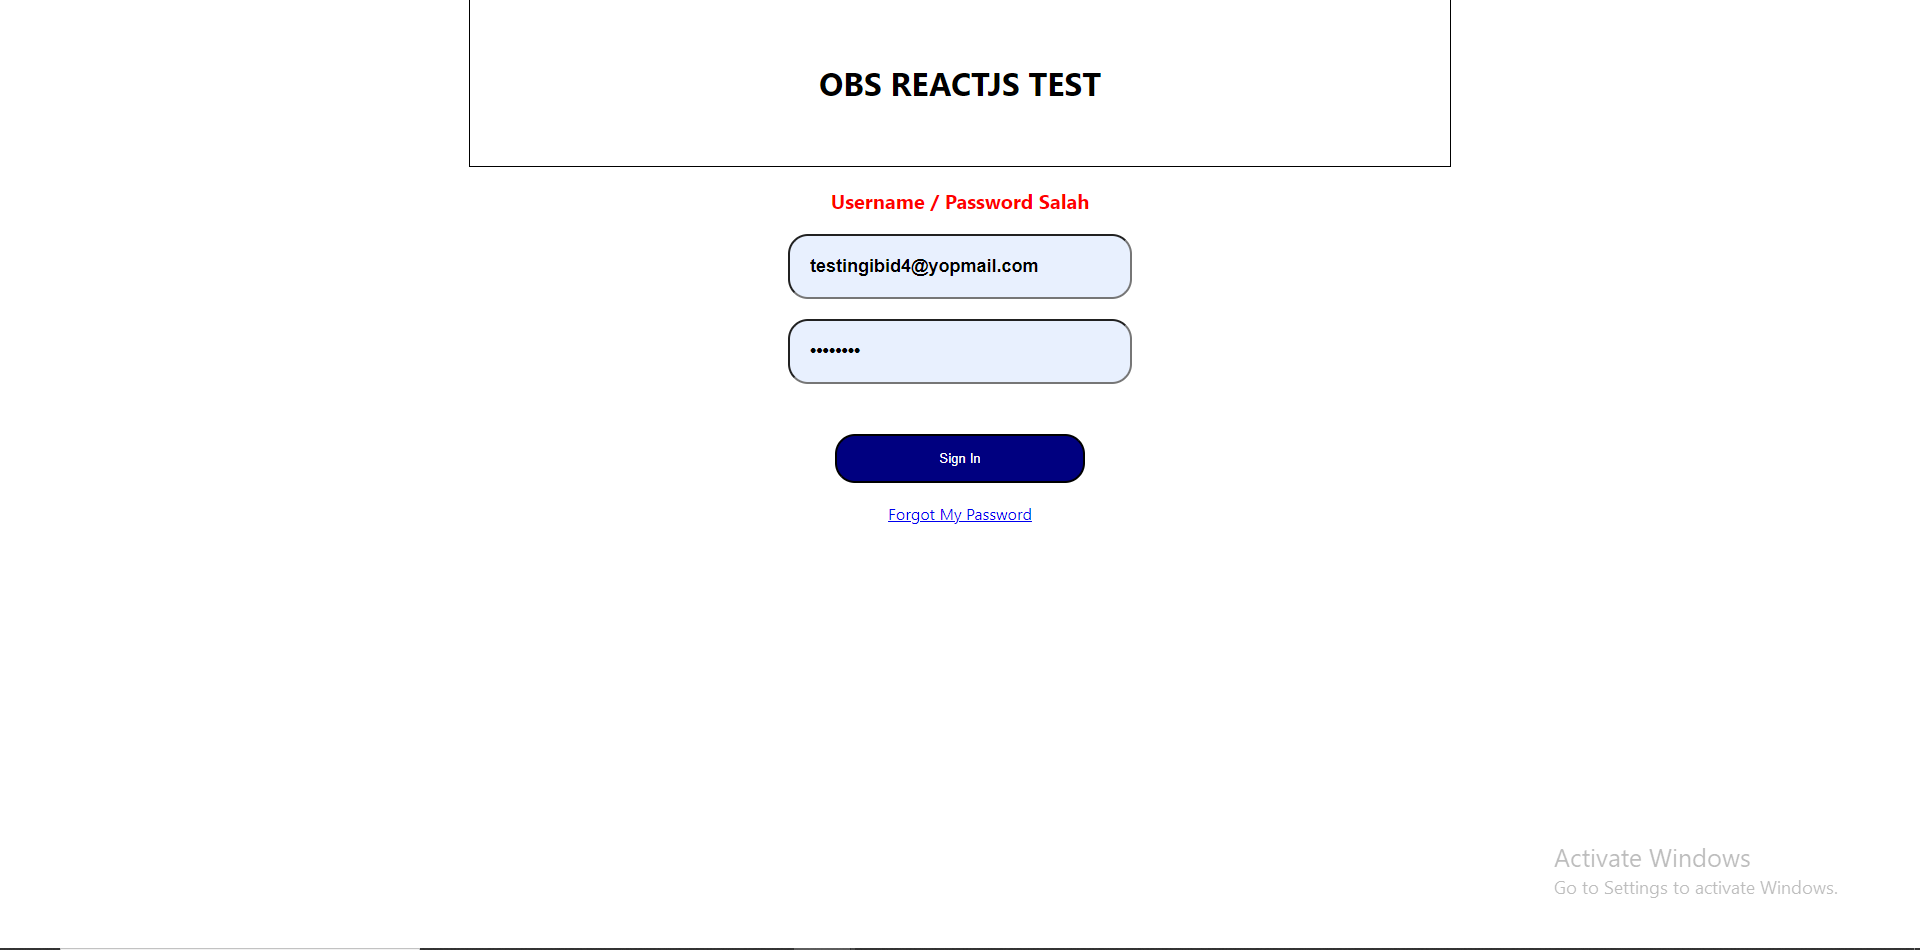 OBS REACTJS TEST
Username / Password Salah
testingibid4@yopmail.com
••••••••
Sign In
Forgot My Password
Activate Windows
Go to Settings to activate Windows.